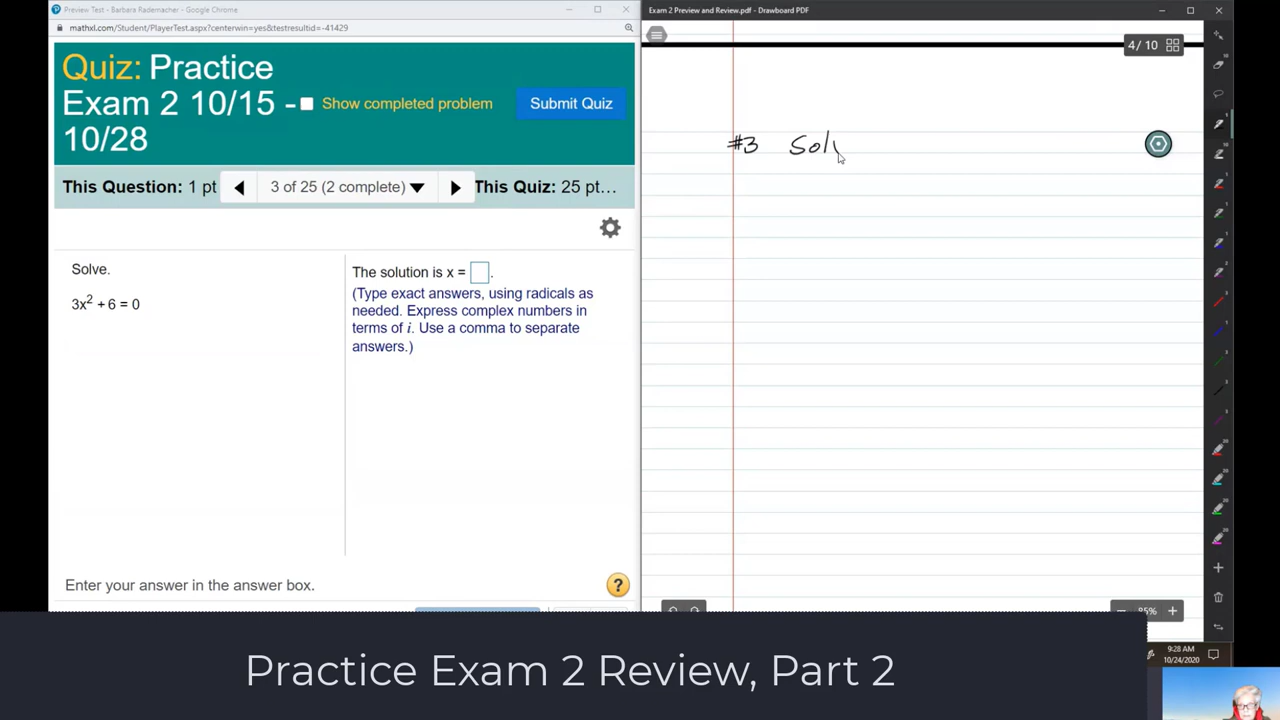 Preview Test - Barbara Rademacher - Google Chrome
mathxl.com/Student/PlayerTest.aspx?centerwin=yes&testresultid=-41429
Quiz: Practice
Exam 2 10/15 -
10/28
Show completed problem
Submit Quiz
This Question: 1 pt
3 of 25 (2 complete)
This Quiz: 25 pt...
Solve.
3x² + 6 = 0
The solution is x = .
(Type exact answers, using radicals as
needed. Express complex numbers in
terms of i. Use a comma to separate
answers.)
Enter your answer in the answer box.
?
Exam 2 Preview and Review.pdf - Drawboard PDF
4 / 10
#3 Solv
85%
9:28 AM
10/24/2020
Practice Exam 2 Review, Part 2